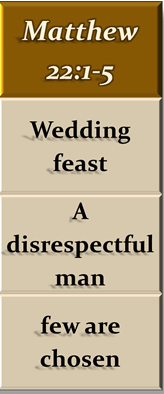 Matthew
22:1-5
Wedding
feast
A
disrespectful
man
few are
chosen